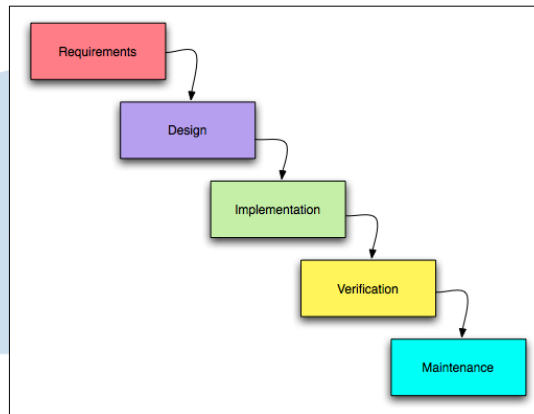 Requirements
Design
Implementation
Verification
Maintenance